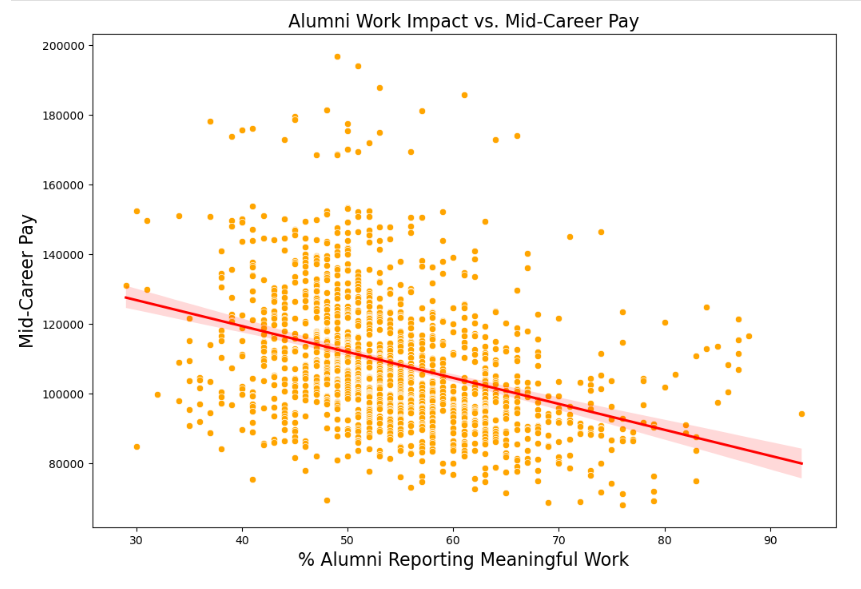 Alumni Work Impact vs. Mid-Career Pay
200000
180000
160000
140000
120000
100000
80000
Mid-Career Pay
30 40 50 60 70 80 90
% Alumni Reporting Meaningful Work